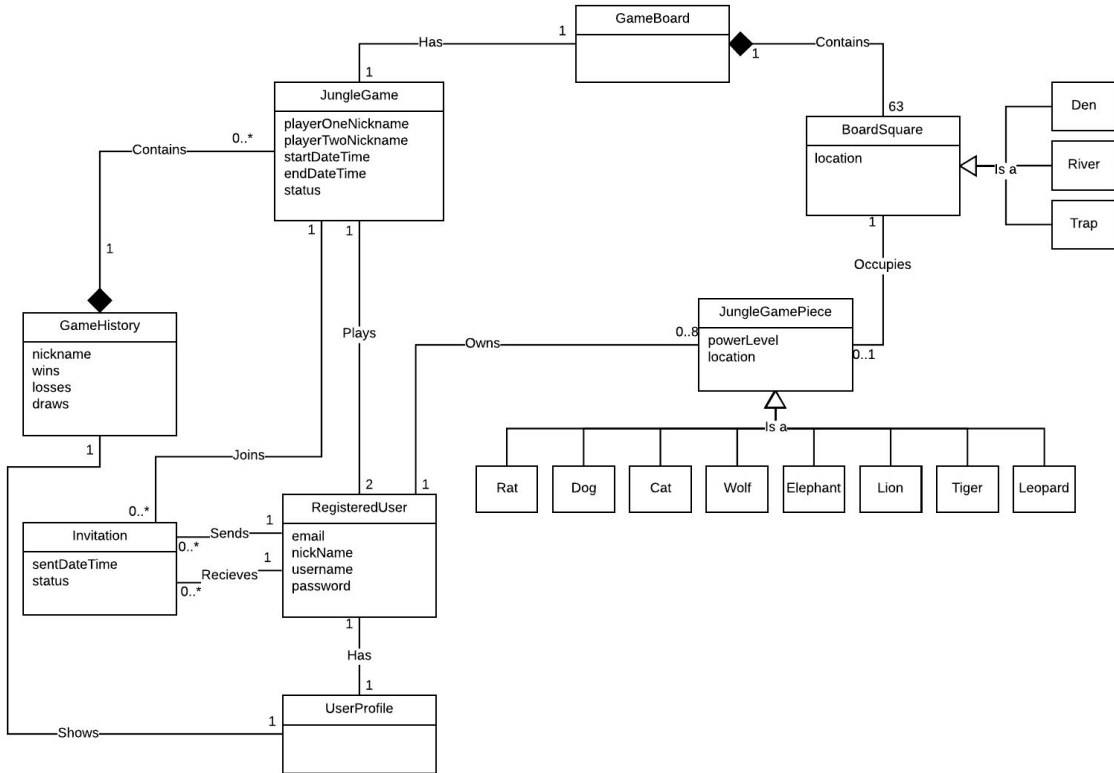 GameBoard
Has
1
1
Contains
1
63
JungleGame
playerOneNickname
playerTwoNickname
startDateTime
endDateTime
status
BoardSquare
location
Den
River
Trap
Is a
Contains
0..*
1
1
1
1
Occupies
0..1
GameHistory
nickname
wins
losses
draws
Plays
Owns
0..8
JungleGamePiece
powerLevel
location
Is a
Rat
Dog
Cat
Wolf
Elephant
Lion
Tiger
Leopard
1
Joins
0..*
2
1
Invitation
sentDateTime
status
Sends
1
0..*
Recieves
1
0..*
RegisteredUser
email
nickName
username
password
1
Has
1
UserProfile
Shows
1